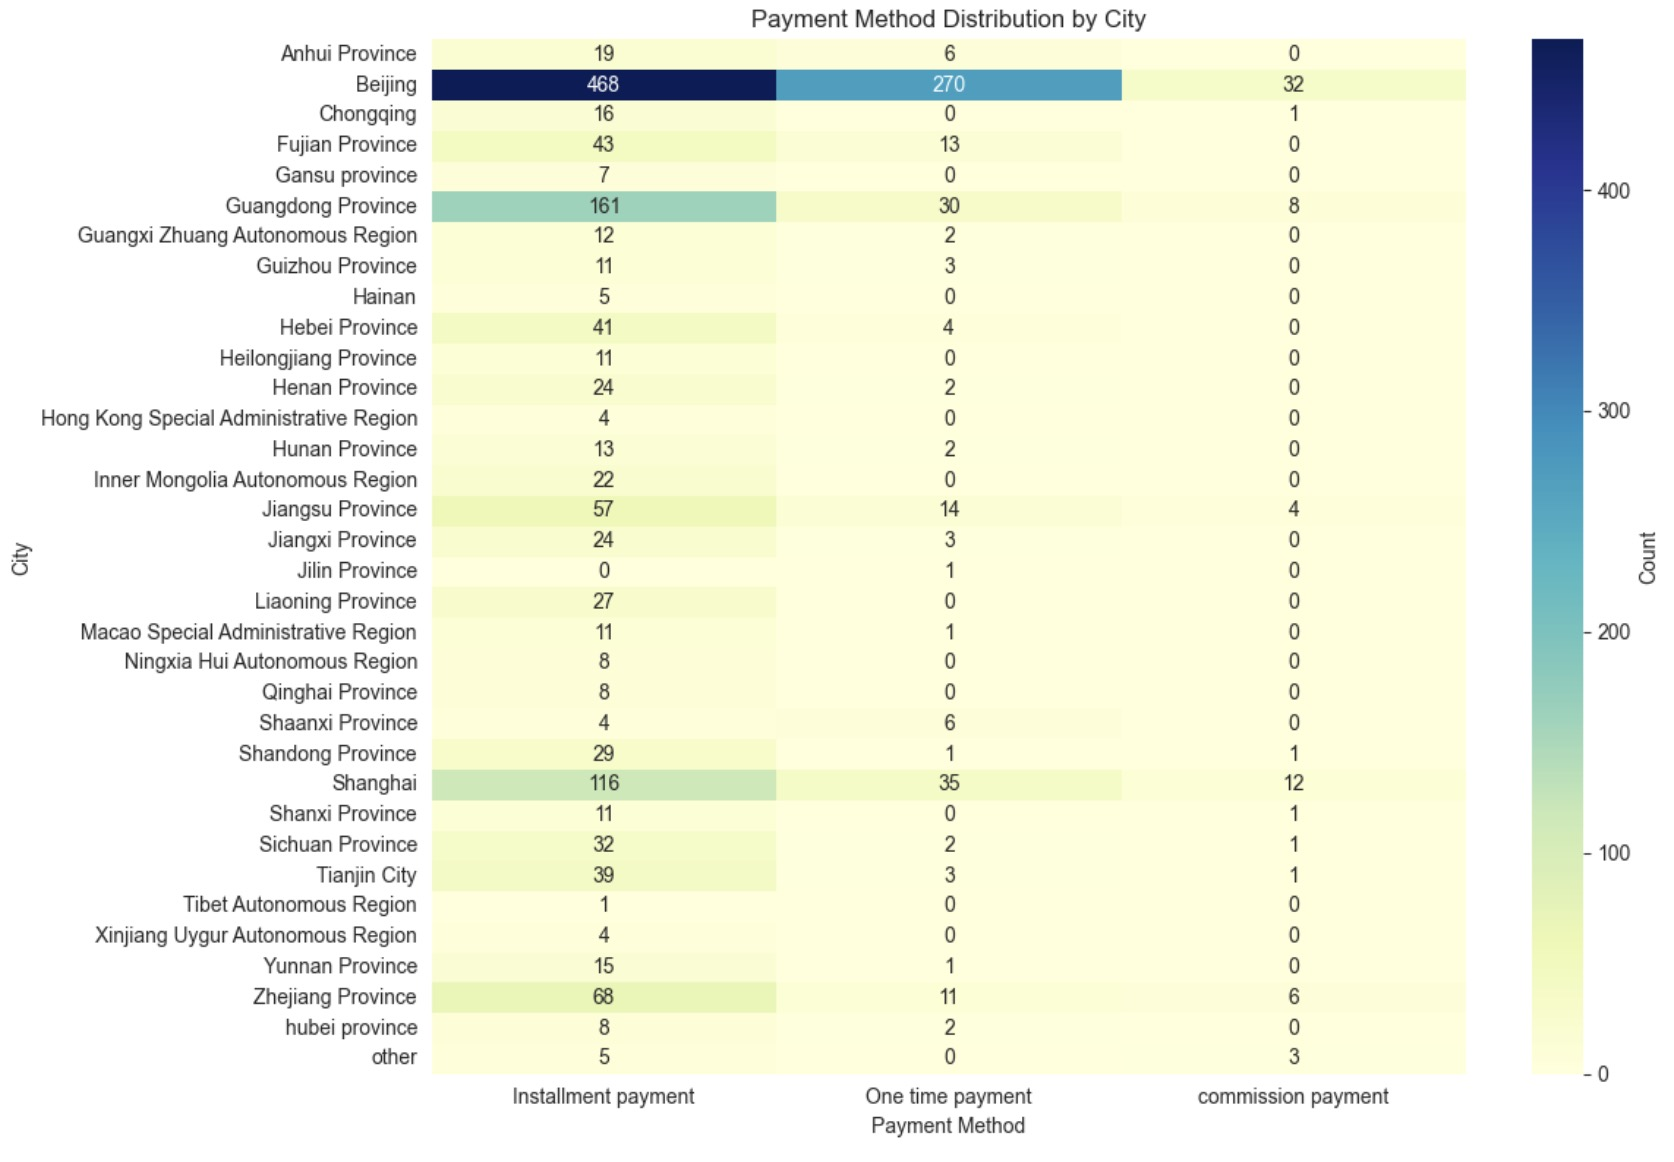 Payment Method Distribution by City
Anhui Province 19 6 0
Beijing 468 270 32
Chongqing 16 0 1
Fujian Province 43 13 0
Gansu province 7 0 0
Guangdong Province 161 30 8
Guangxi Zhuang Autonomous Region 12 2 0
Guizhou Province 11 3 0
Hainan 5 0 0
Hebei Province 41 4 0
Heilongjiang Province 11 0 0
Henan Province 24 2 0
Hong Kong Special Administrative Region 4 0 0
Hunan Province 13 2 0
Inner Mongolia Autonomous Region 22 0 0
Jiangsu Province 57 14 4
Jiangxi Province 24 3 0
Jilin Province 0 1 0
Liaoning Province 27 0 0
Macao Special Administrative Region 11 1 0
Ningxia Hui Autonomous Region 8 0 0
Qinghai Province 8 0 0
Shaanxi Province 4 6 0
Shandong Province 29 1 1
Shanghai 116 35 12
Shanxi Province 11 0 1
Sichuan Province 32 2 1
Tianjin City 39 3 1
Tibet Autonomous Region 1 0 0
Xinjiang Uygur Autonomous Region 4 0 0
Yunnan Province 15 1 0
Zhejiang Province 68 11 6
hubei province 8 2 0
other 5 0 3
Installment payment One time payment commission payment
Payment Method
City
400
300
200
100
0
Count